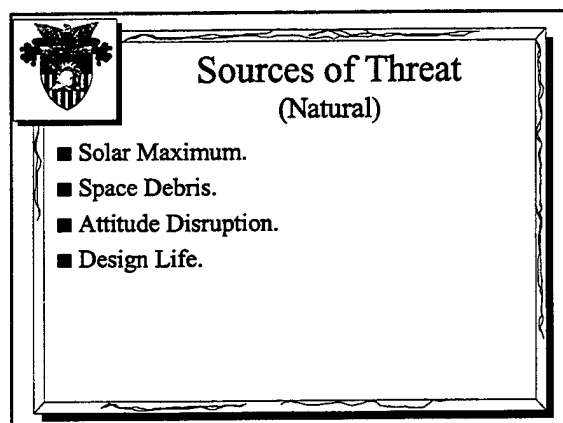 Sources of Threat
(Natural)
■ Solar Maximum.
■ Space Debris.
■ Attitude Disruption.
■ Design Life.